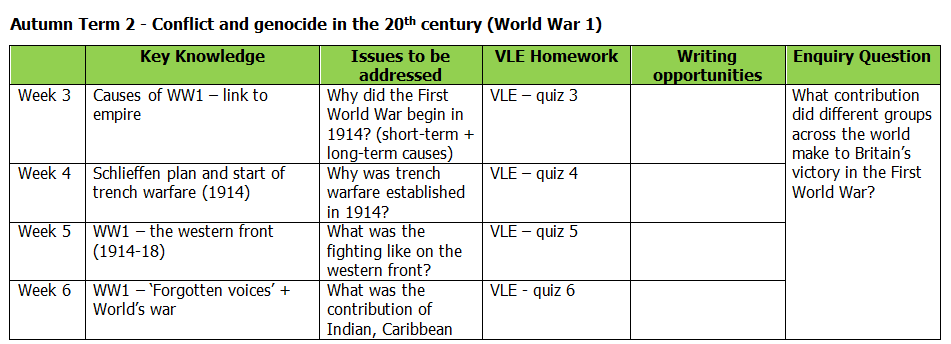 Autumn Term 2 - Conflict and genocide in the 20th century (World War 1)
Key Knowledge
Issues to be
addressed
VLE Homework
Writing
opportunities
Enquiry Question
Week 3
Causes of WW1 – link to
empire
Why did the First
World War begin in
1914? (short-term +
long-term causes)
VLE – quiz 3
What contribution
did different groups
across the world
make to Britain's
victory in the First
World War?
Week 4
Schlieffen plan and start of
trench warfare (1914)
Why was trench
warfare established
in 1914?
VLE – quiz 4
Week 5
WW1 – the western front
(1914-18)
What was the
fighting like on the
western front?
VLE – quiz 5
Week 6
WW1 – 'Forgotten voices' +
World's war
What was the
contribution of
Indian, Caribbean
VLE - quiz 6